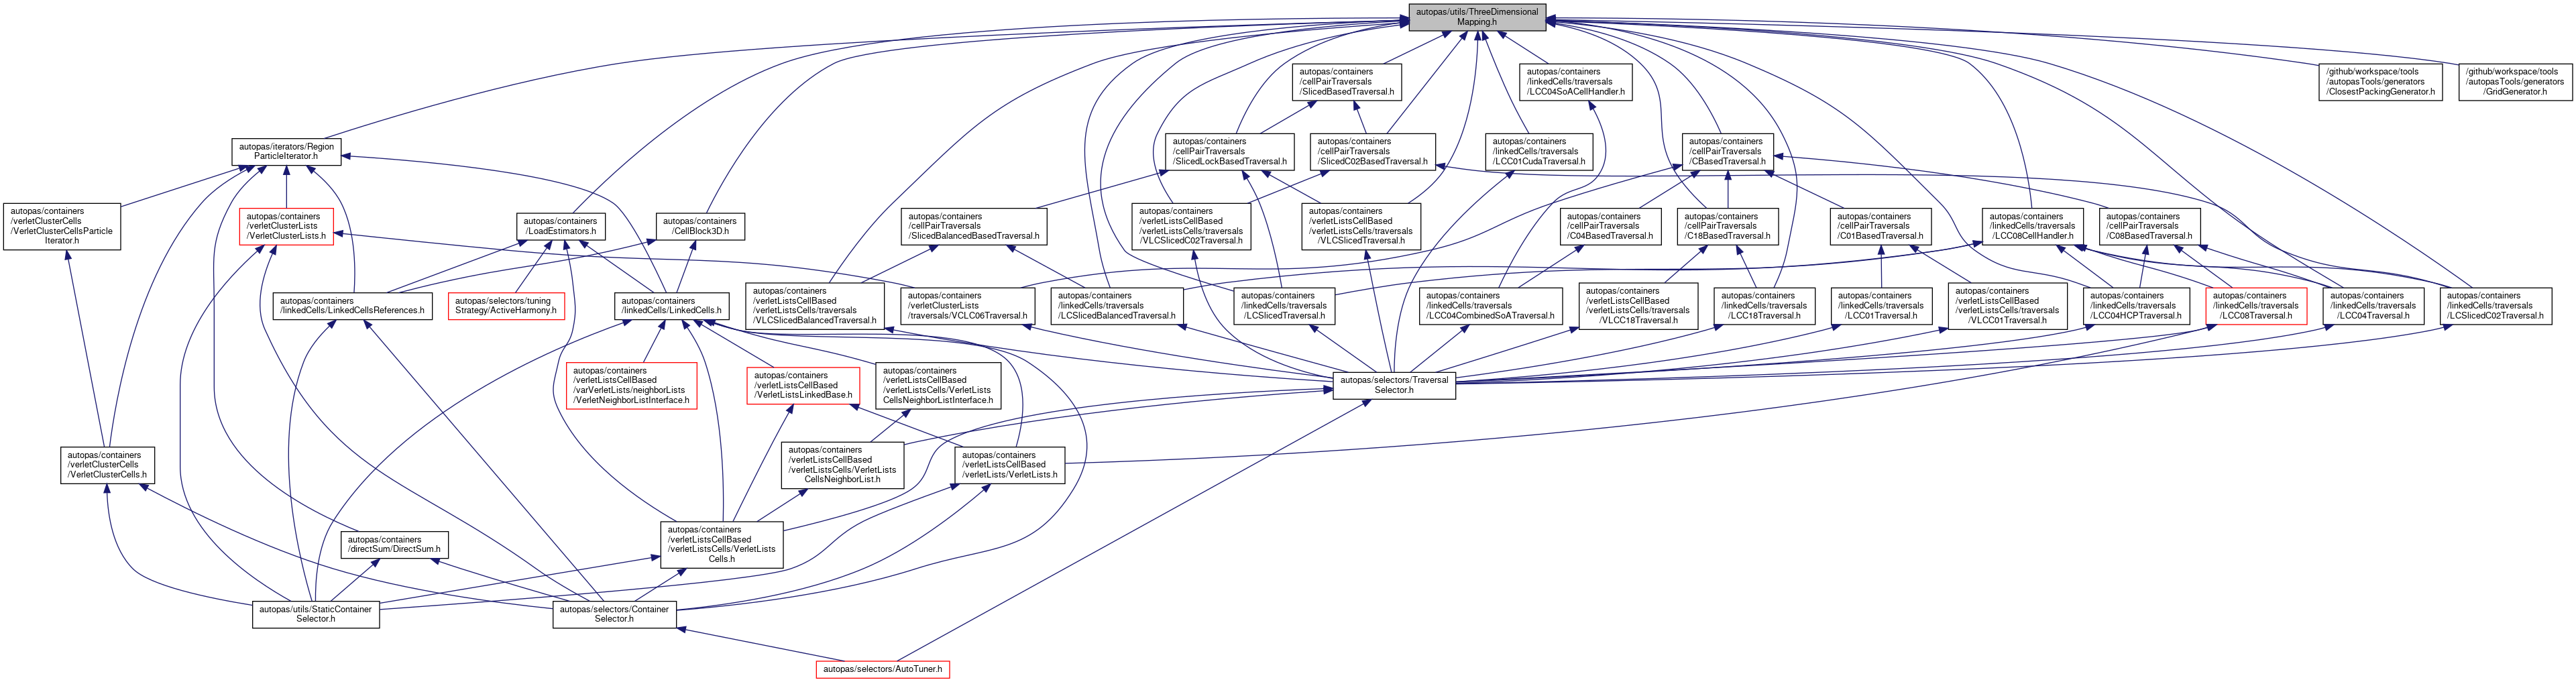 autopas/utils/ThreeDimensional
Mapping.h
autopas/containers
/cellPairTraversals
/SlicedBasedTraversal.h
autopas/containers
/linkedCells/traversals
/LCC04SoACellHandler.h
/github/workspace/tools
/autopasTools/generators
/ClosestPackingGenerator.h
/github/workspace/tools
/autopasTools/generators
/GridGenerator.h
autopas/iterators/Region
ParticleIterator.h
autopas/containers
/cellPairTraversals
/SlicedLockBasedTraversal.h
autopas/containers
/cellPairTraversals
/SlicedC02BasedTraversal.h
autopas/containers
/linkedCells/traversals
/LCC01CudaTraversal.h
autopas/containers
/cellPairTraversals
/CBasedTraversal.h
autopas/containers
/verletClusterCells
/VerletClusterCellsParticle
Iterator.h
autopas/containers
/verletClusterLists
/VerletClusterLists.h
autopas/containers
/LoadEstimators.h
autopas/containers
/CellBlock3D.h
autopas/containers
/cellPairTraversals
/SlicedBalancedBasedTraversal.h
autopas/containers
/verletListsCellBased
/verletListsCells/traversals
/VLCSlicedC02Traversal.h
autopas/containers
/verletListsCellBased
/verletListsCells/traversals
/VLCSlicedTraversal.h
autopas/containers
/cellPairTraversals
/C04BasedTraversal.h
autopas/containers
/cellPairTraversals
/C18BasedTraversal.h
autopas/containers
/cellPairTraversals
/C01BasedTraversal.h
autopas/containers
/linkedCells/traversals
/LCC08CellHandler.h
autopas/containers
/cellPairTraversals
/C08BasedTraversal.h
autopas/containers
/linkedCells/LinkedCellsReferences.h
autopas/selectors/tuning
Strategy/ActiveHarmony.h
autopas/containers
/linkedCells/LinkedCells.h
autopas/containers
/verletListsCellBased
/verletListsCells/traversals
/VLCSlicedBalancedTraversal.h
autopas/containers
/verletClusterLists
/traversals/VCLC06Traversal.h
autopas/containers
/linkedCells/traversals
/LCSlicedBalancedTraversal.h
autopas/containers
/linkedCells/traversals
/LCSlicedTraversal.h
autopas/containers
/linkedCells/traversals
/LCC04CombinedSoATraversal.h
autopas/containers
/verletListsCellBased
/verletListsCells/traversals
/VLCC18Traversal.h
autopas/containers
/linkedCells/traversals
/LCC18Traversal.h
autopas/containers
/linkedCells/traversals
/LCC01Traversal.h
autopas/containers
/verletListsCellBased
/verletListsCells/traversals
/VLCC01Traversal.h
autopas/containers
/linkedCells/traversals
/LCC04HCPTraversal.h
autopas/containers
/linkedCells/traversals
/LCC08Traversal.h
autopas/containers
/linkedCells/traversals
/LCC04Traversal.h
autopas/containers
/linkedCells/traversals
/LCSlicedC02Traversal.h
autopas/containers
/verletListsCellBased
/varVerletLists/neighborLists
/VerletNeighborListInterface.h
autopas/containers
/verletListsCellBased
/VerletListsLinkedBase.h
autopas/containers
/verletListsCellBased
/verletListsCells/VerletLists
CellsNeighborListInterface.h
autopas/selectors/Traversal
Selector.h
autopas/containers
/verletClusterCells
/VerletClusterCells.h
autopas/containers
/verletListsCellBased
/verletListsCells/VerletLists
CellsNeighborList.h
autopas/containers
/verletListsCellBased
/verletLists/VerletLists.h
autopas/containers
/directSum/DirectSum.h
autopas/containers
/verletListsCellBased
/verletListsCells/VerletLists
Cells.h
autopas/utils/StaticContainer
Selector.h
autopas/selectors/Container
Selector.h
autopas/selectors/AutoTuner.h